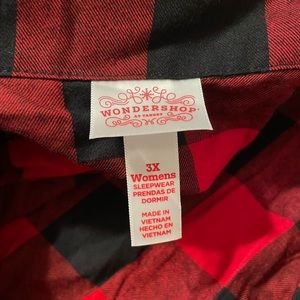 WONDERSHOP
AT TARGET
3X
Womens
SLEEPWEAR
PRENDAS DE
DORMIR
MADE IN
VIETNAM
HECHO EN
VIETNAM